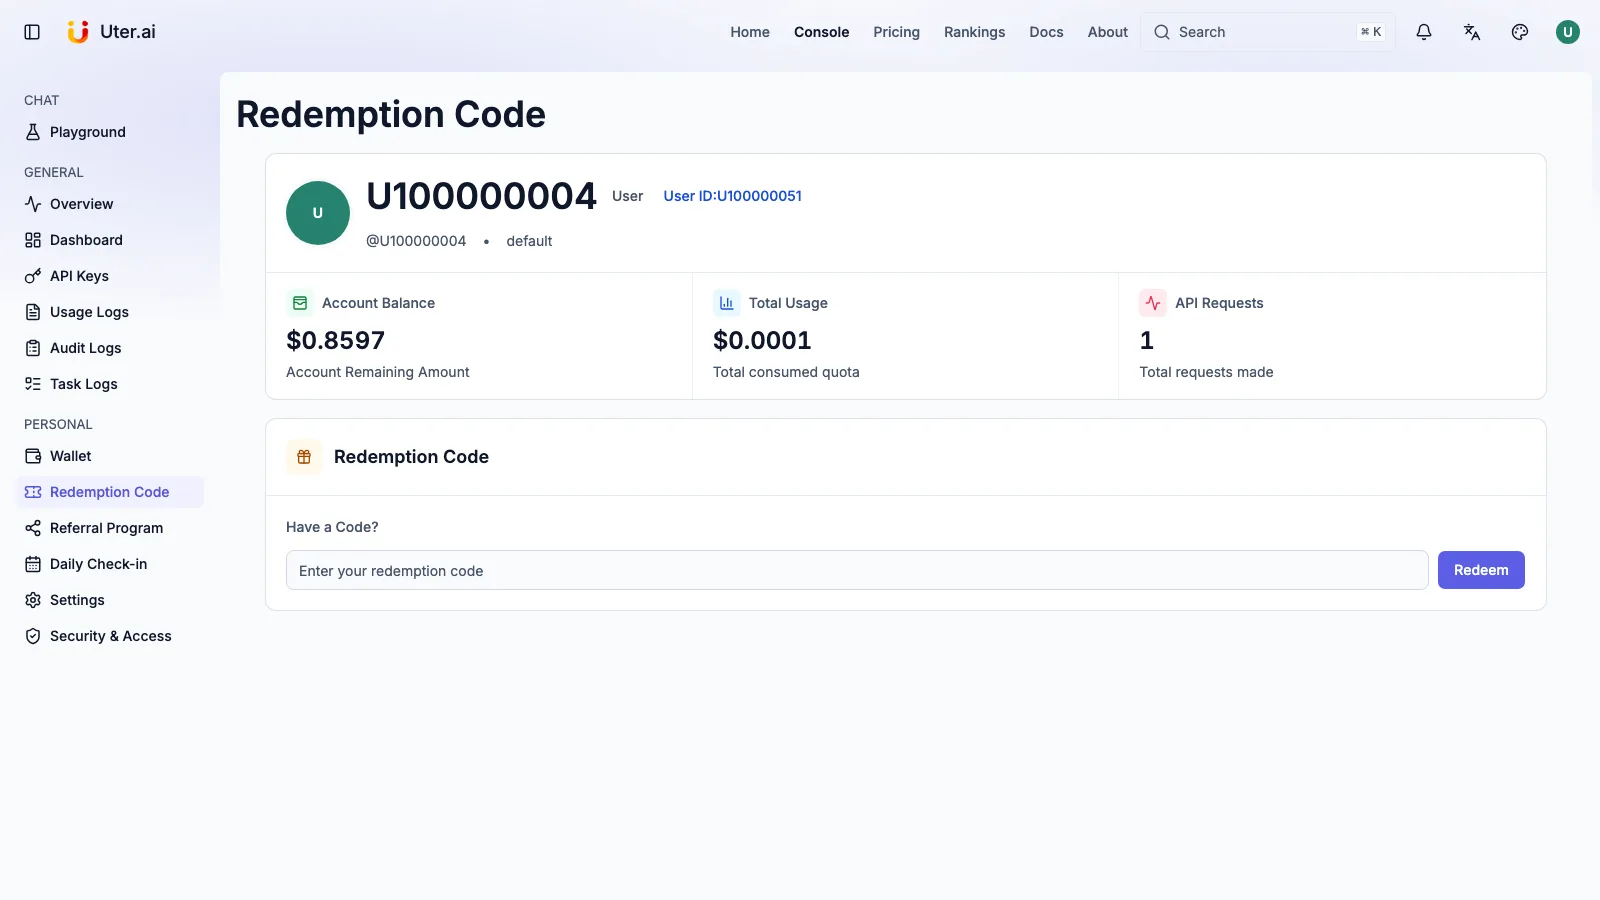 Uter.ai
Home
Console
Pricing
Rankings
Docs
About
Search
⌘ K
U
CHAT
Playground
GENERAL
Overview
Dashboard
API Keys
Usage Logs
Audit Logs
Task Logs
PERSONAL
Wallet
Redemption Code
Referral Program
Daily Check-in
Settings
Security & Access
Redemption Code
U
U100000004 User User ID:U100000051
@U100000004 • default
Account Balance
$0.8597
Account Remaining Amount
Total Usage
$0.0001
Total consumed quota
API Requests
1
Total requests made
Redemption Code
Have a Code?
Enter your redemption code
Redeem